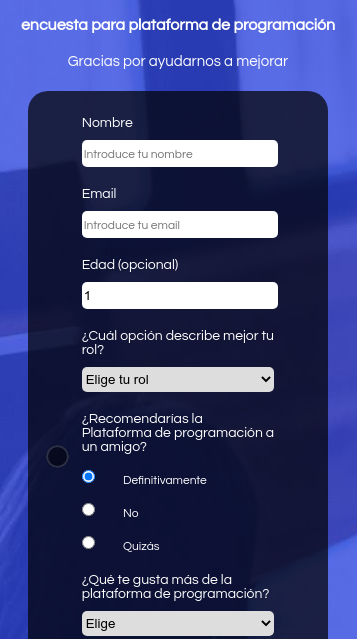 encuesta para plataforma de programación
Gracias por ayudarnos a mejorar
Nombre
Introduce tu nombre
Email
Introduce tu email
Edad (opcional)
1
¿Cuál opción describe mejor tu
rol?
Elige tu rol
¿Recomendarías la
Plataforma de programación a
un amigo?
Definitivamente
No
Quizás
¿Qué te gusta más de la
plataforma de programación?
Elige